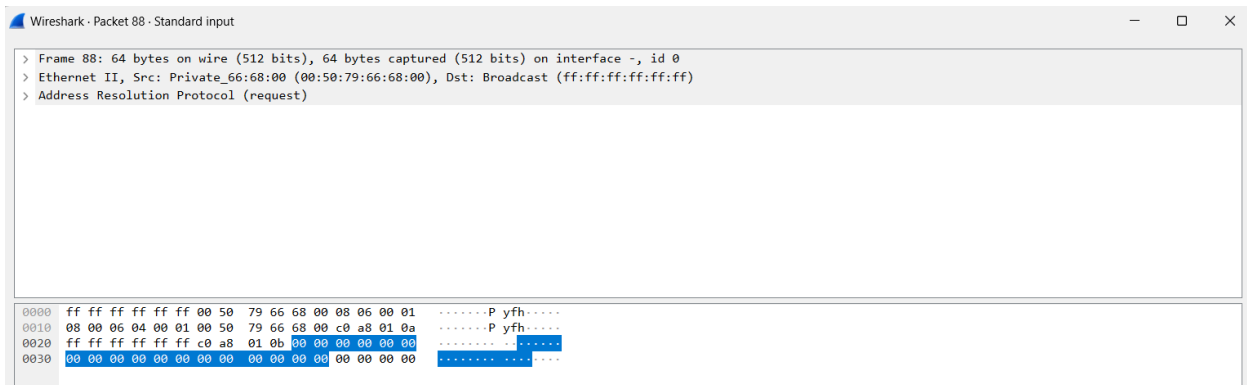 Wireshark · Packet 88 · Standard input
> Frame 88: 64 bytes on wire (512 bits), 64 bytes captured (512 bits) on interface -, id 0
> Ethernet II, Src: Private_66:68:00 (00:50:79:66:68:00), Dst: Broadcast (ff:ff:ff:ff:ff:ff)
> Address Resolution Protocol (request)
0000 ff ff ff ff ff ff 00 50 79 66 68 00 08 06 00 01 ·······P yfh·····
0010 08 00 06 04 00 01 00 50 79 66 68 00 c0 a8 01 0a ·······P yfh·····
0020 ff ff ff ff ff ff c0 a8 01 0b 00 00 00 00 00 00 ········ ········
0030 00 00 00 00 00 00 00 00 00 00 00 00 00 00 00 00 ········ ········